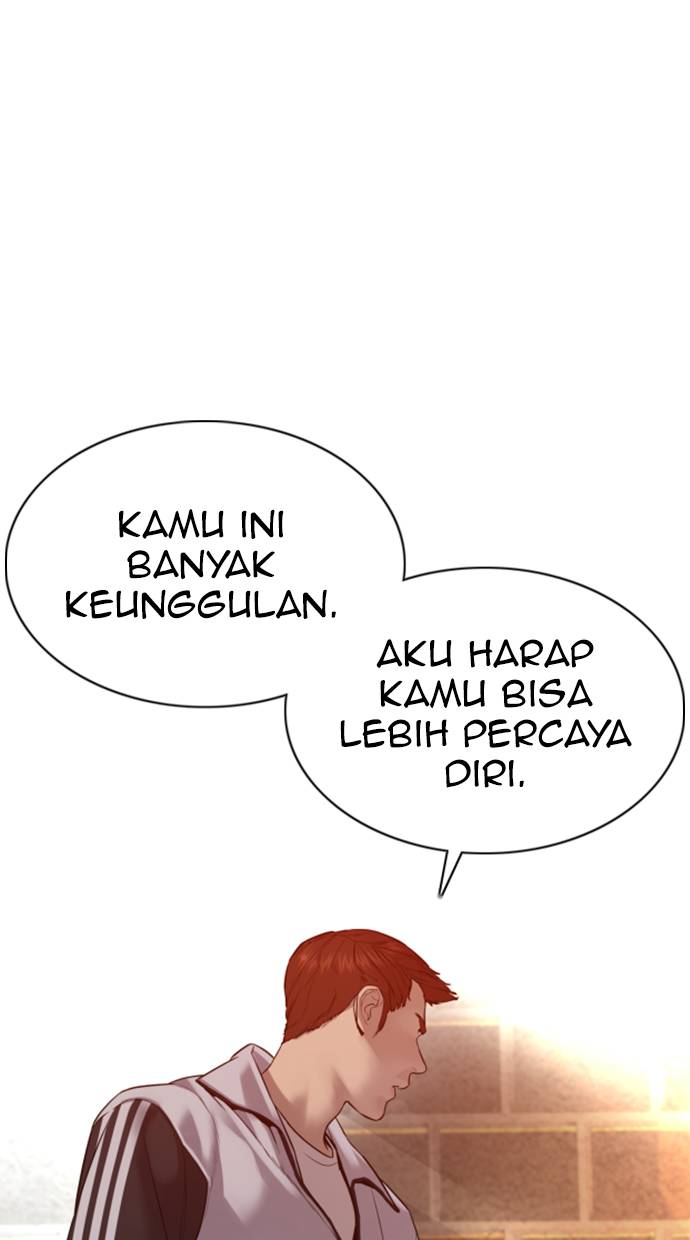 KAMU INI
BANYAK
KEUNGGULAN.
AKU HARAP
KAMU BISA
LEBIH PERCAYA
DIRI.